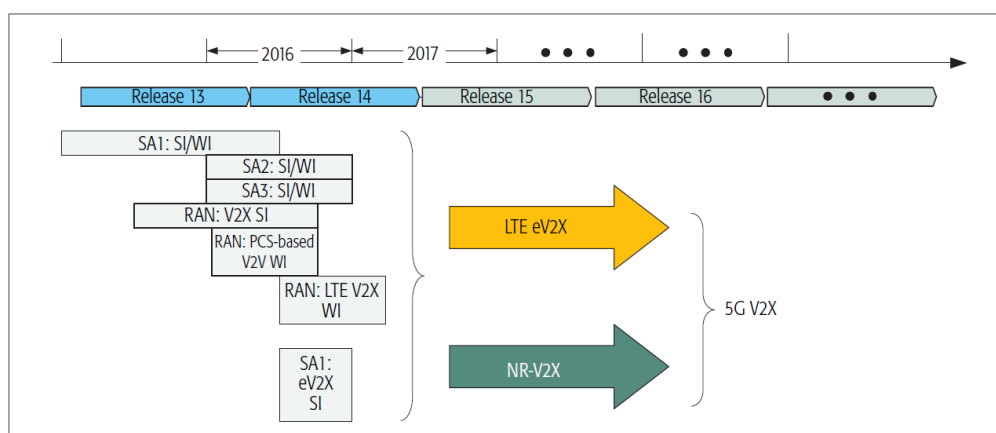 2016
2017
● ● ●
● ● ●
Release 13
Release 14
Release 15
Release 16
● ● ●
SA1: SI/WI
SA2: SI/WI
SA3: SI/WI
RAN: V2X SI
RAN: PCS-based
V2V WI
RAN: LTE V2X
WI
SA1:
eV2X
SI
LTE eV2X
NR-V2X
5G V2X